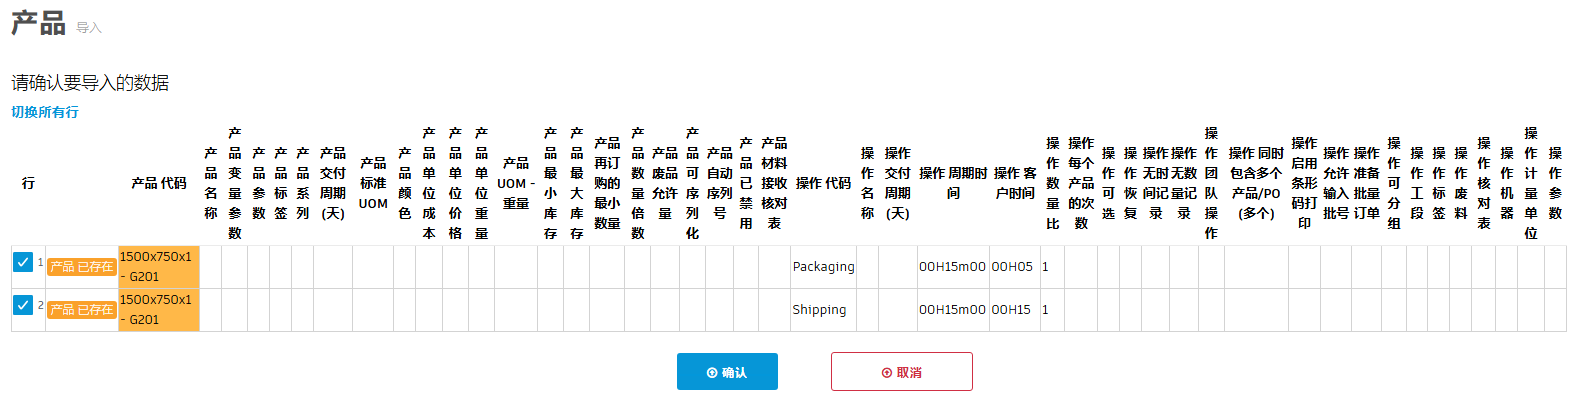 产品 导入
请确认要导入的数据
切换所有行
行 产品 代码 产品 名称 产品 变量参数 产品 参数 产品 标签 产品 系列 产品 交付周期(天) 产品 标准 UOM 产品 颜色 产品 单位成本 产品 单位价格 产品 单位重量 产品 UOM - 重量 产品 最小库存 产品 最大库存 产品 再订购的最小数量 产品 数量倍数 产品 废品允许量 产品 可序列化 产品 自动序列号 产品 已禁用 产品 材料接收核对表 操作 代码 操作 名称 操作 交付周期(天) 操作 周期时间 操作 客户时间 操作 数量比 操作 每个产品的次数 操作 可选 操作 恢复 操作 无时间记录 操作 无数量记录 操作 团队操作 操作 同时包含多个产品/PO(多个) 操作 启用条形码打印 操作 允许输入批号 操作 准备批量订单 操作 可分组 操作 工段 操作 标签 操作 废料 操作 核对表 操作 机器 操作 计量单位 操作 参数
1 产品 已存在 1500x750x1 - G201 Packaging 00H15m00 00H05 1
2 产品 已存在 1500x750x1 - G201 Shipping 00H15m00 00H15 1
确认 取消